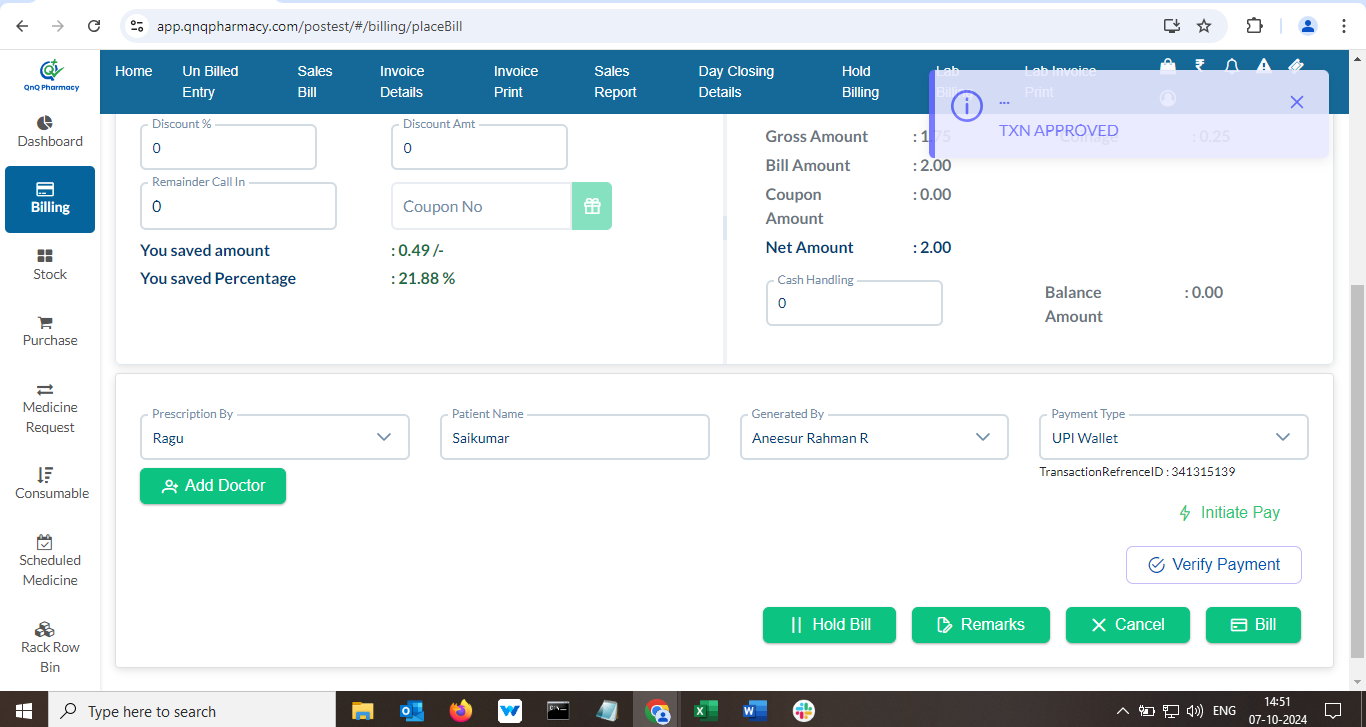 app.qnqpharmacy.com/postest/#/billing/placeBill
QnQ Pharmacy
Home
Un Billed
Entry
Sales
Bill
Invoice
Details
Invoice
Print
Sales
Report
Day Closing
Details
Hold
Billing
Lab
Billing
Lab Invoice
Print
...
TXN APPROVED
Dashboard
Billing
Stock
Purchase
Medicine
Request
Consumable
Scheduled
Medicine
Rack Row
Bin
Discount %
0
Discount Amt
0
Remainder Call In
0
Coupon No
You saved amount : 0.49 /-
You saved Percentage : 21.88 %
Gross Amount : 1.75
Coinage : 0.25
Bill Amount : 2.00
Coupon
Amount : 0.00
Net Amount : 2.00
Cash Handling
0
Balance
Amount : 0.00
Prescription By
Ragu
Patient Name
Saikumar
Generated By
Aneesur Rahman R
Payment Type
UPI Wallet
TransactionRefrenceID : 341315139
Add Doctor
Initiate Pay
Verify Payment
Hold Bill
Remarks
Cancel
Bill
Type here to search
ENG
14:51
07-10-2024